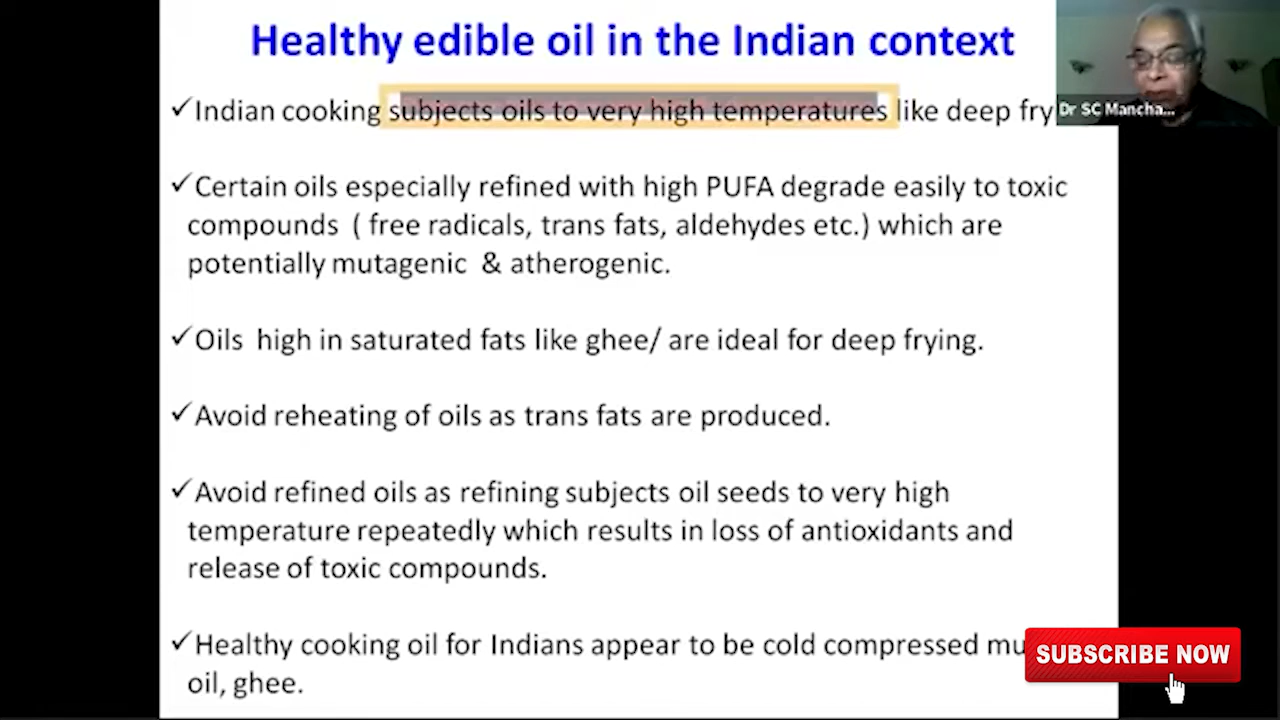 Healthy edible oil in the Indian context
✓Indian cooking subjects oils to very high temperatures like deep fry
Dr SC Mancha...
✓Certain oils especially refined with high PUFA degrade easily to toxic
compounds ( free radicals, trans fats, aldehydes etc.) which are
potentially mutagenic & atherogenic.
✓Oils high in saturated fats like ghee/ are ideal for deep frying.
✓Avoid reheating of oils as trans fats are produced.
✓Avoid refined oils as refining subjects oil seeds to very high
temperature repeatedly which results in loss of antioxidants and
release of toxic compounds.
✓Healthy cooking oil for Indians appear to be cold compressed mu
oil, ghee.
SUBSCRIBE NOW